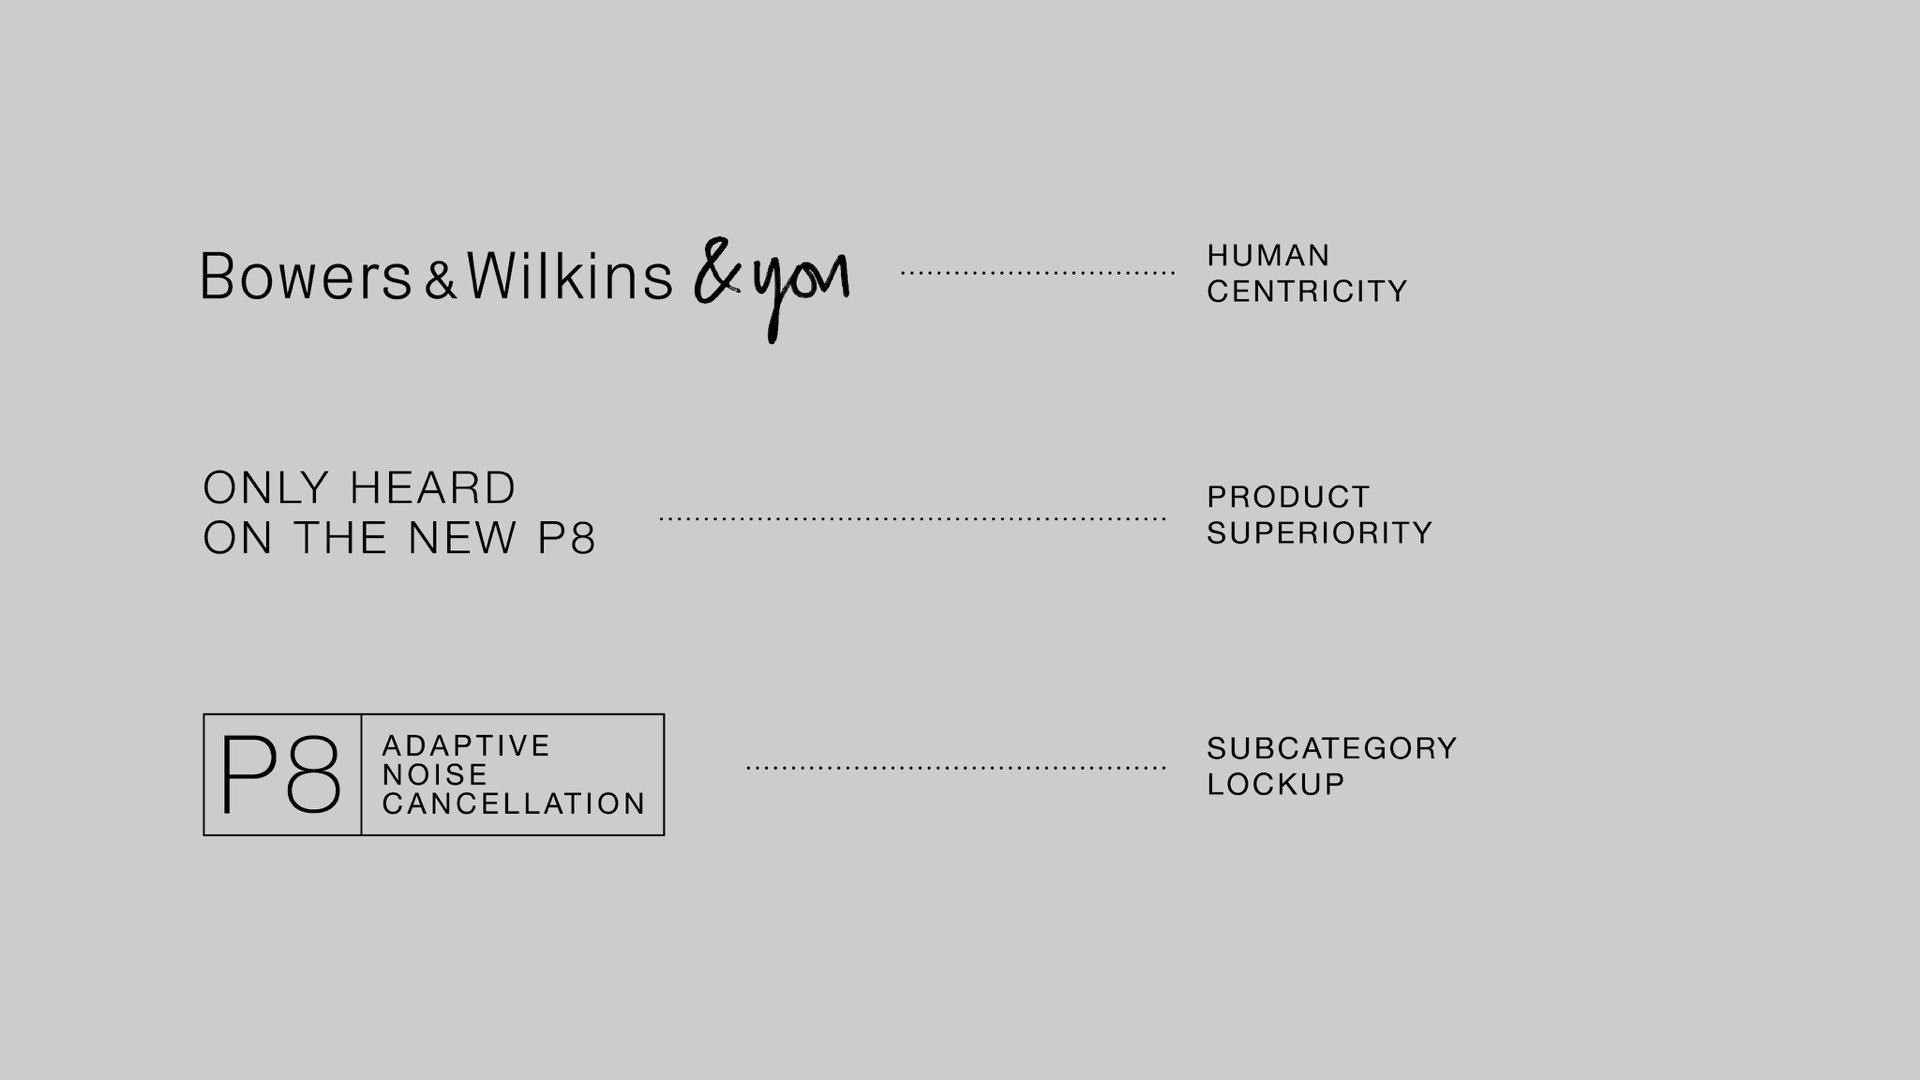 Bowers & Wilkins & you
HUMAN
CENTRICITY
ONLY HEARD
ON THE NEW P8
PRODUCT
SUPERIORITY
P8
ADAPTIVE
NOISE
CANCELLATION
SUBCATEGORY
LOCKUP